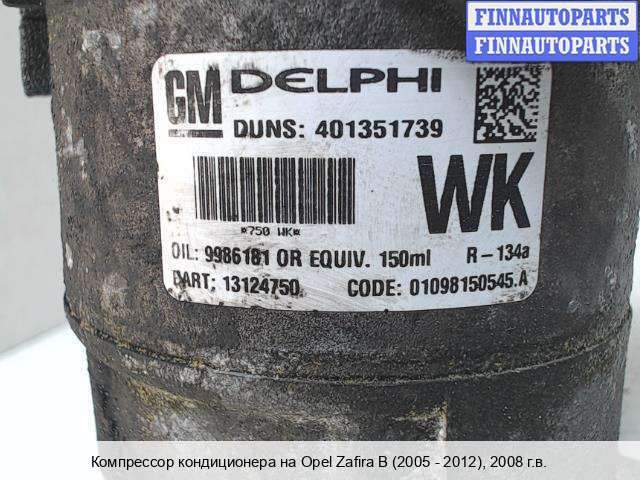 FINNAUTOPARTS
FINNAUTOPARTS
GM DELPHI
DUNS: 401351739
WK
¤750 WK¤
OIL: 9986181 OR EQUIV. 150ml R-134a
PART: 13124750 CODE: 01098150545.A
Компрессор кондиционера на Opel Zafira B (2005 - 2012), 2008 г.в.